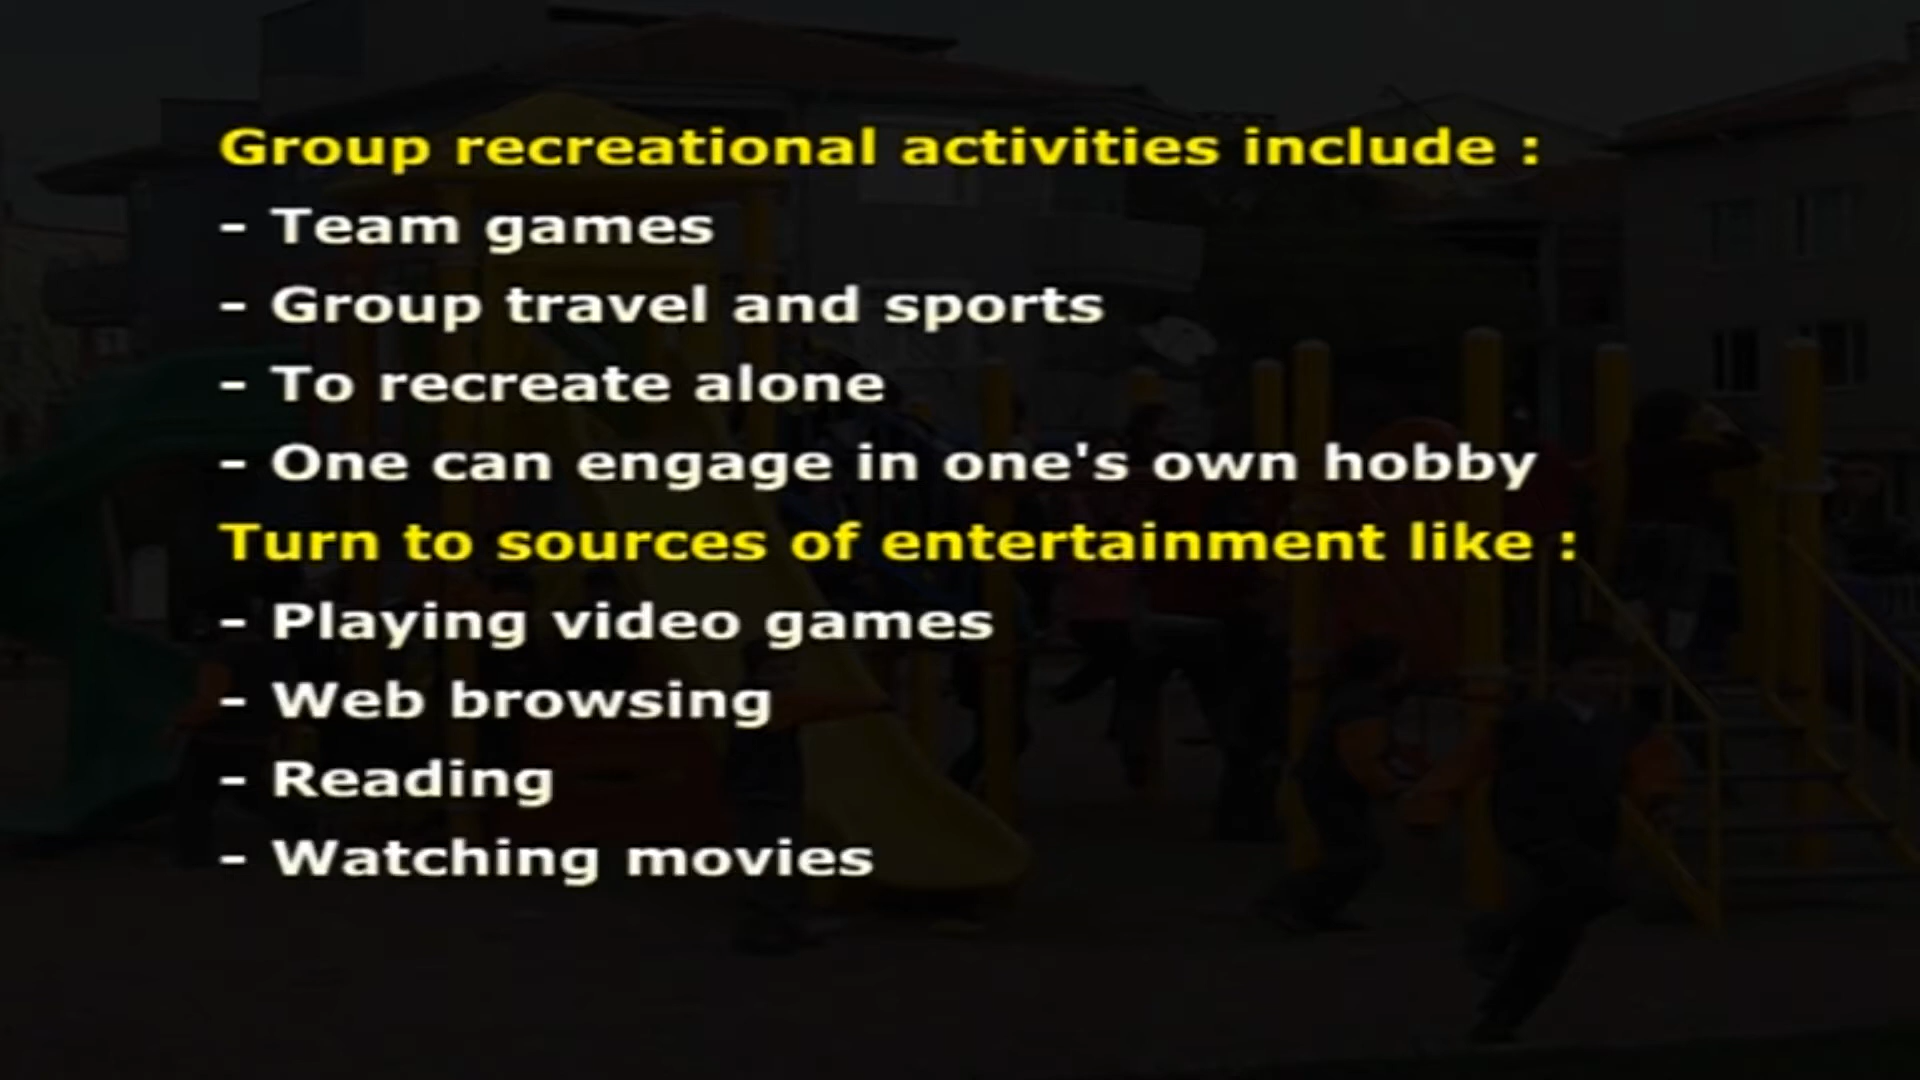 Group recreational activities include :
- Team games
- Group travel and sports
- To recreate alone
- One can engage in one's own hobby
Turn to sources of entertainment like :
- Playing video games
- Web browsing
- Reading
- Watching movies